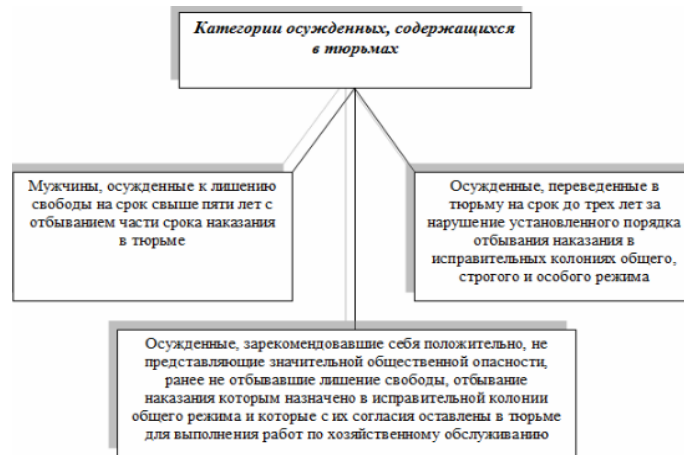 Категории осужденных, содержащихся
в тюрьмах
Мужчины, осужденные к лишению
свободы на срок свыше пяти лет с
отбыванием части срока наказания
в тюрьме
Осужденные, переведенные в
тюрьму на срок до трех лет за
нарушение установленного порядка
отбывания наказания в
исправительных колониях общего,
строгого и особого режима
Осужденные, зарекомендовавшие себя положительно, не
представляющие значительной общественной опасности,
ранее не отбывавшие лишение свободы, отбывание
наказания которым назначено в исправительной колонии
общего режима и которые с их согласия оставлены в тюрьме
для выполнения работ по хозяйственному обслуживанию